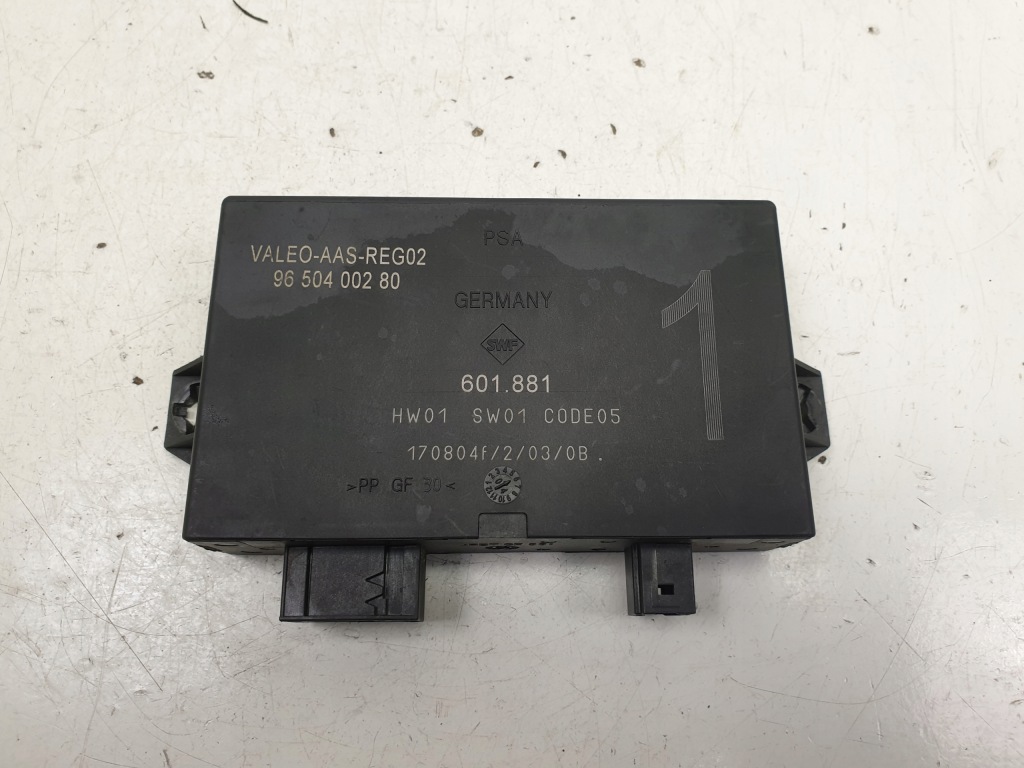 PSA
VALEO-AAS-REG02
96 504 002 80
GERMANY
SWF
601.881
1
HW01 SW01 CODE05
170804f/2/03/0B.
>PP GF 30<